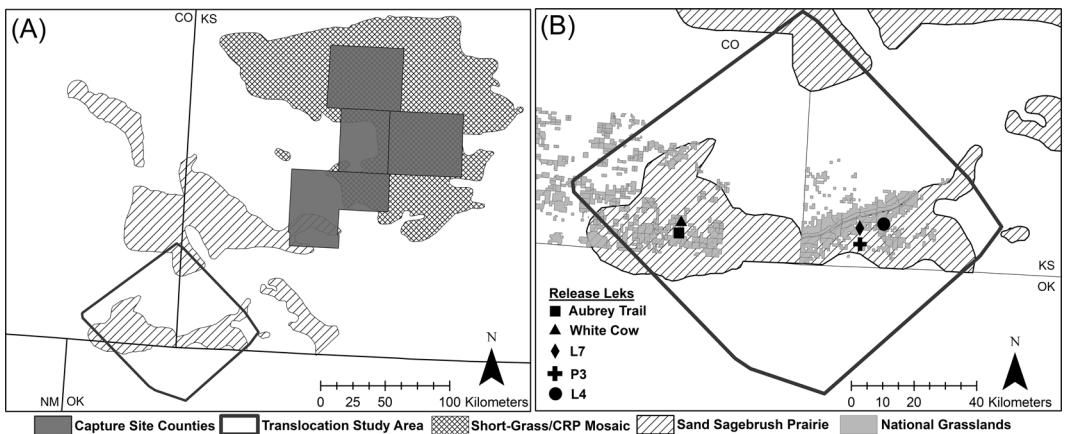 (A)
CO
KS
N
NM
OK
0 25 50 100
Kilometers
(B)
CO
KS
OK
Release Leks
Aubrey Trail
White Cow
L7
P3
L4
N
0 10 20 40
Kilometers
Capture Site Counties
Translocation Study Area
Short-Grass/CRP Mosaic
Sand Sagebrush Prairie
National Grasslands